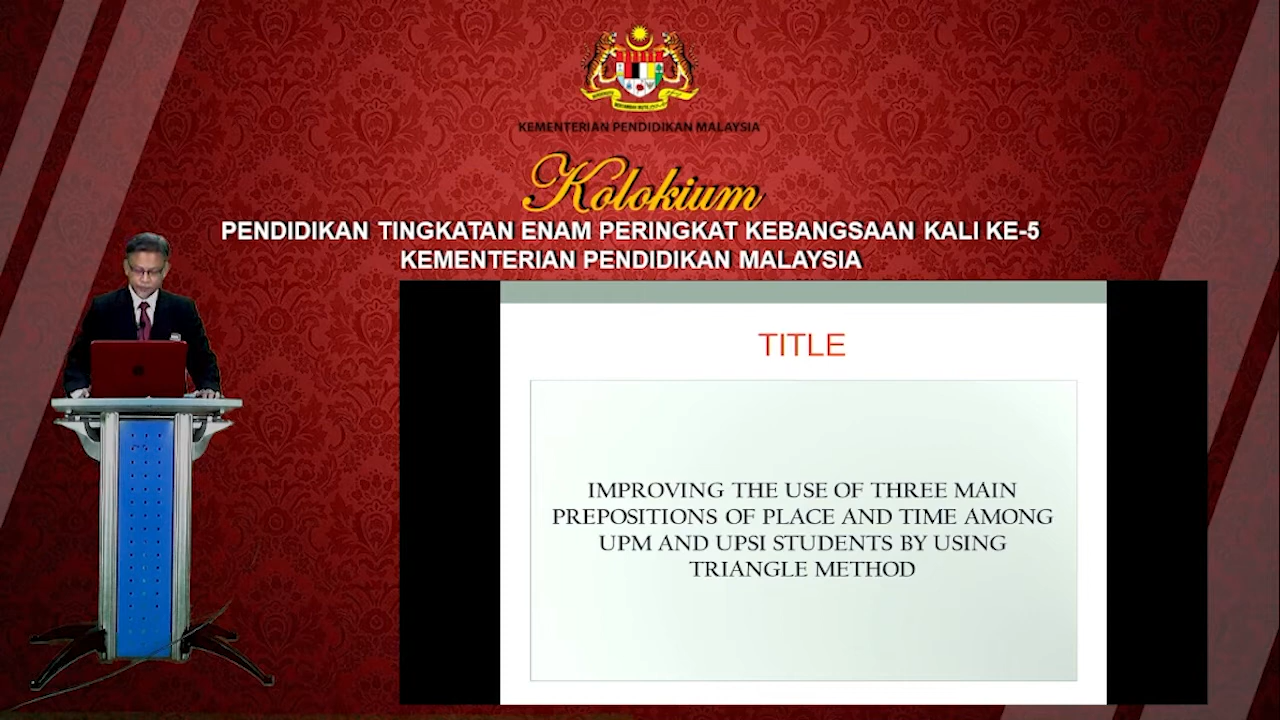 KEMENTERIAN PENDIDIKAN MALAYSIA
Kolokium
PENDIDIKAN TINGKATAN ENAM PERINGKAT KEBANGSAAN KALI KE-5
KEMENTERIAN PENDIDIKAN MALAYSIA
TITLE
IMPROVING THE USE OF THREE MAIN
PREPOSITIONS OF PLACE AND TIME AMONG
UPM AND UPSI STUDENTS BY USING
TRIANGLE METHOD